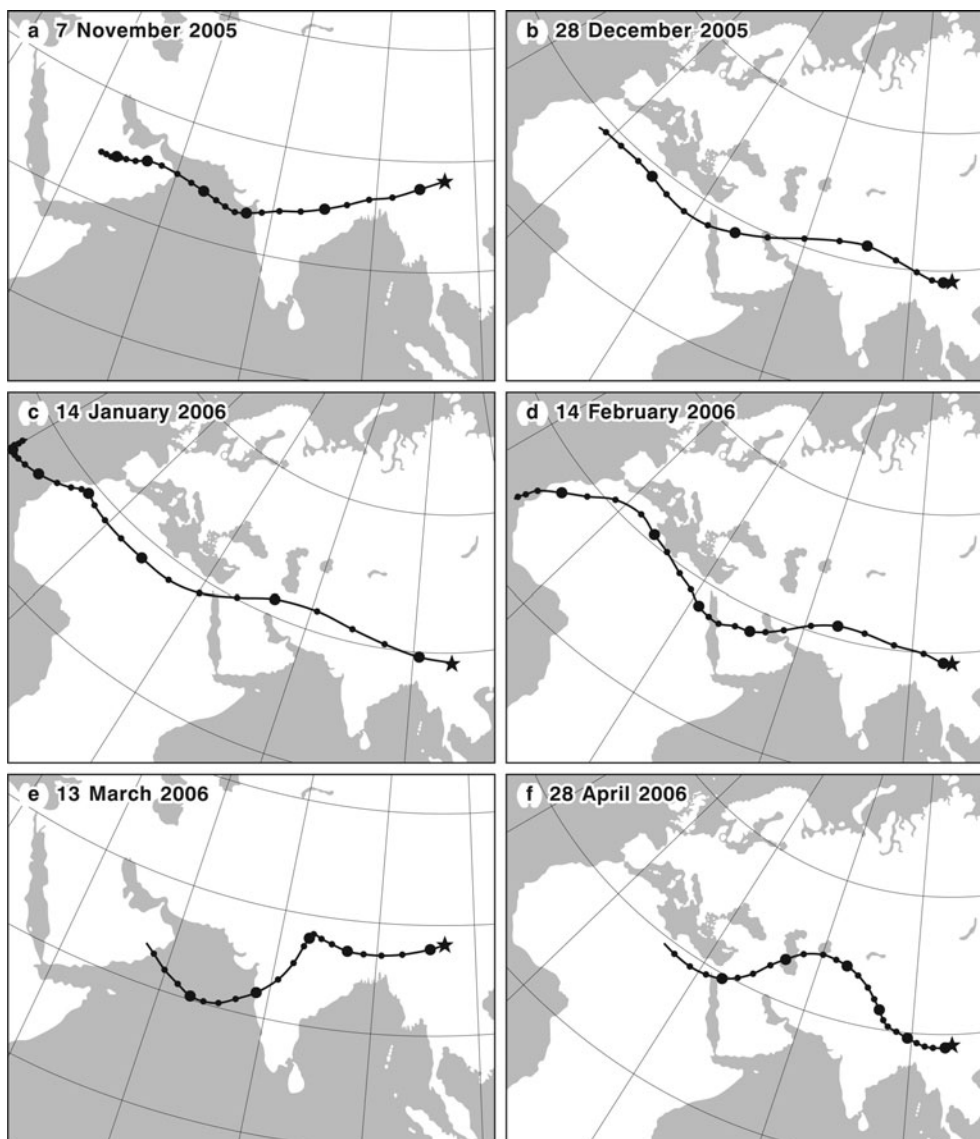 a 7 November 2005
b 28 December 2005
c 14 January 2006
d 14 February 2006
e 13 March 2006
f 28 April 2006